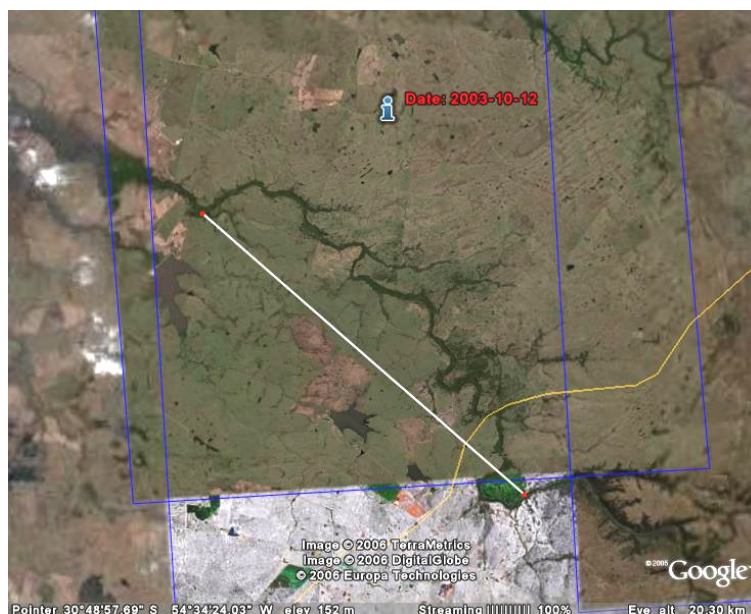 Date: 2003-10-12
Image © 2006 TerraMetrics
Image © 2006 DigitalGlobe
© 2006 Europa Technologies
© 2005 Google
Pointer 30°48'57.69" S 54°34'24.03" W elev 152 m Streaming |||||||||| 100% Eye alt 20.30 km